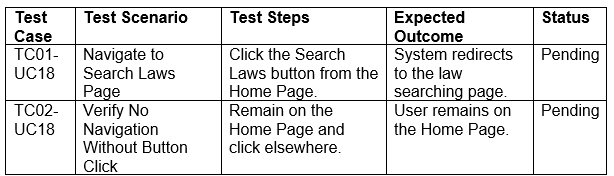 Test Case | Test Scenario | Test Steps | Expected Outcome | Status
TC01-UC18 | Navigate to Search Laws Page | Click the Search Laws button from the Home Page. | System redirects to the law searching page. | Pending
TC02-UC18 | Verify No Navigation Without Button Click | Remain on the Home Page and click elsewhere. | User remains on the Home Page. | Pending